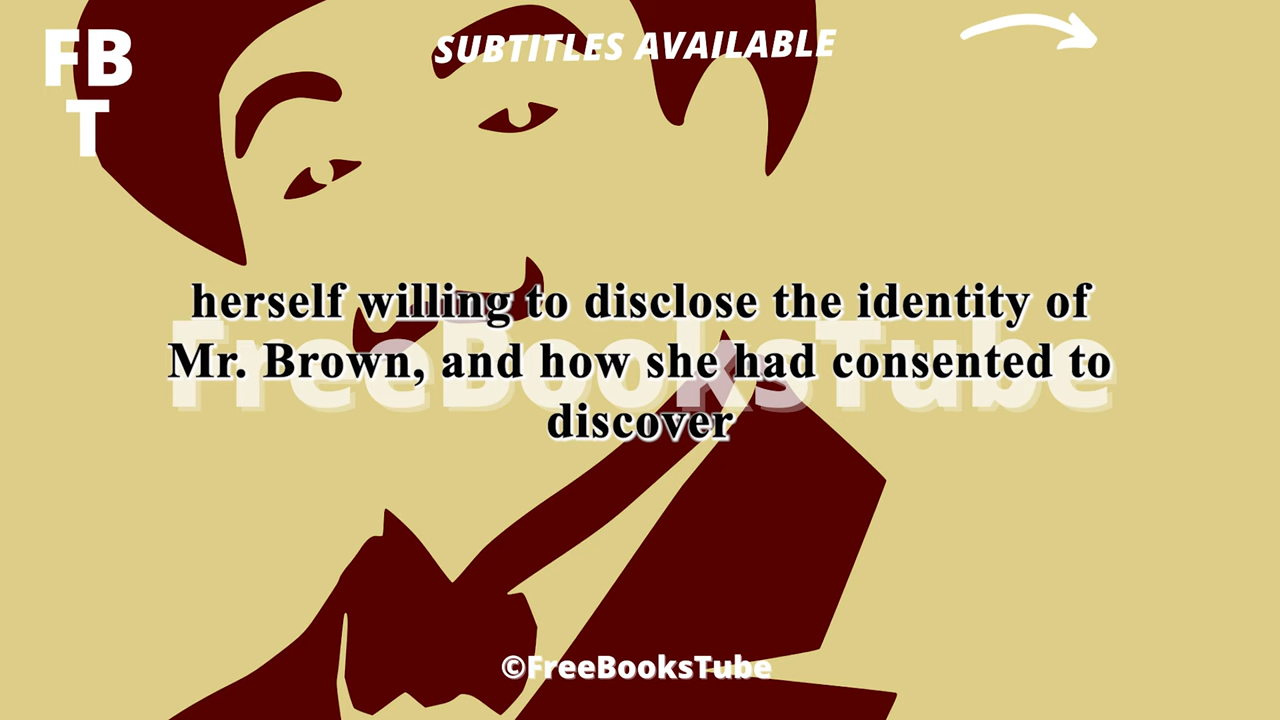 FB
T
SUBTITLES AVAILABLE
herself willing to disclose the identity of
FreeBooksTube
Mr. Brown, and how she had consented to
discover
©FreeBooksTube